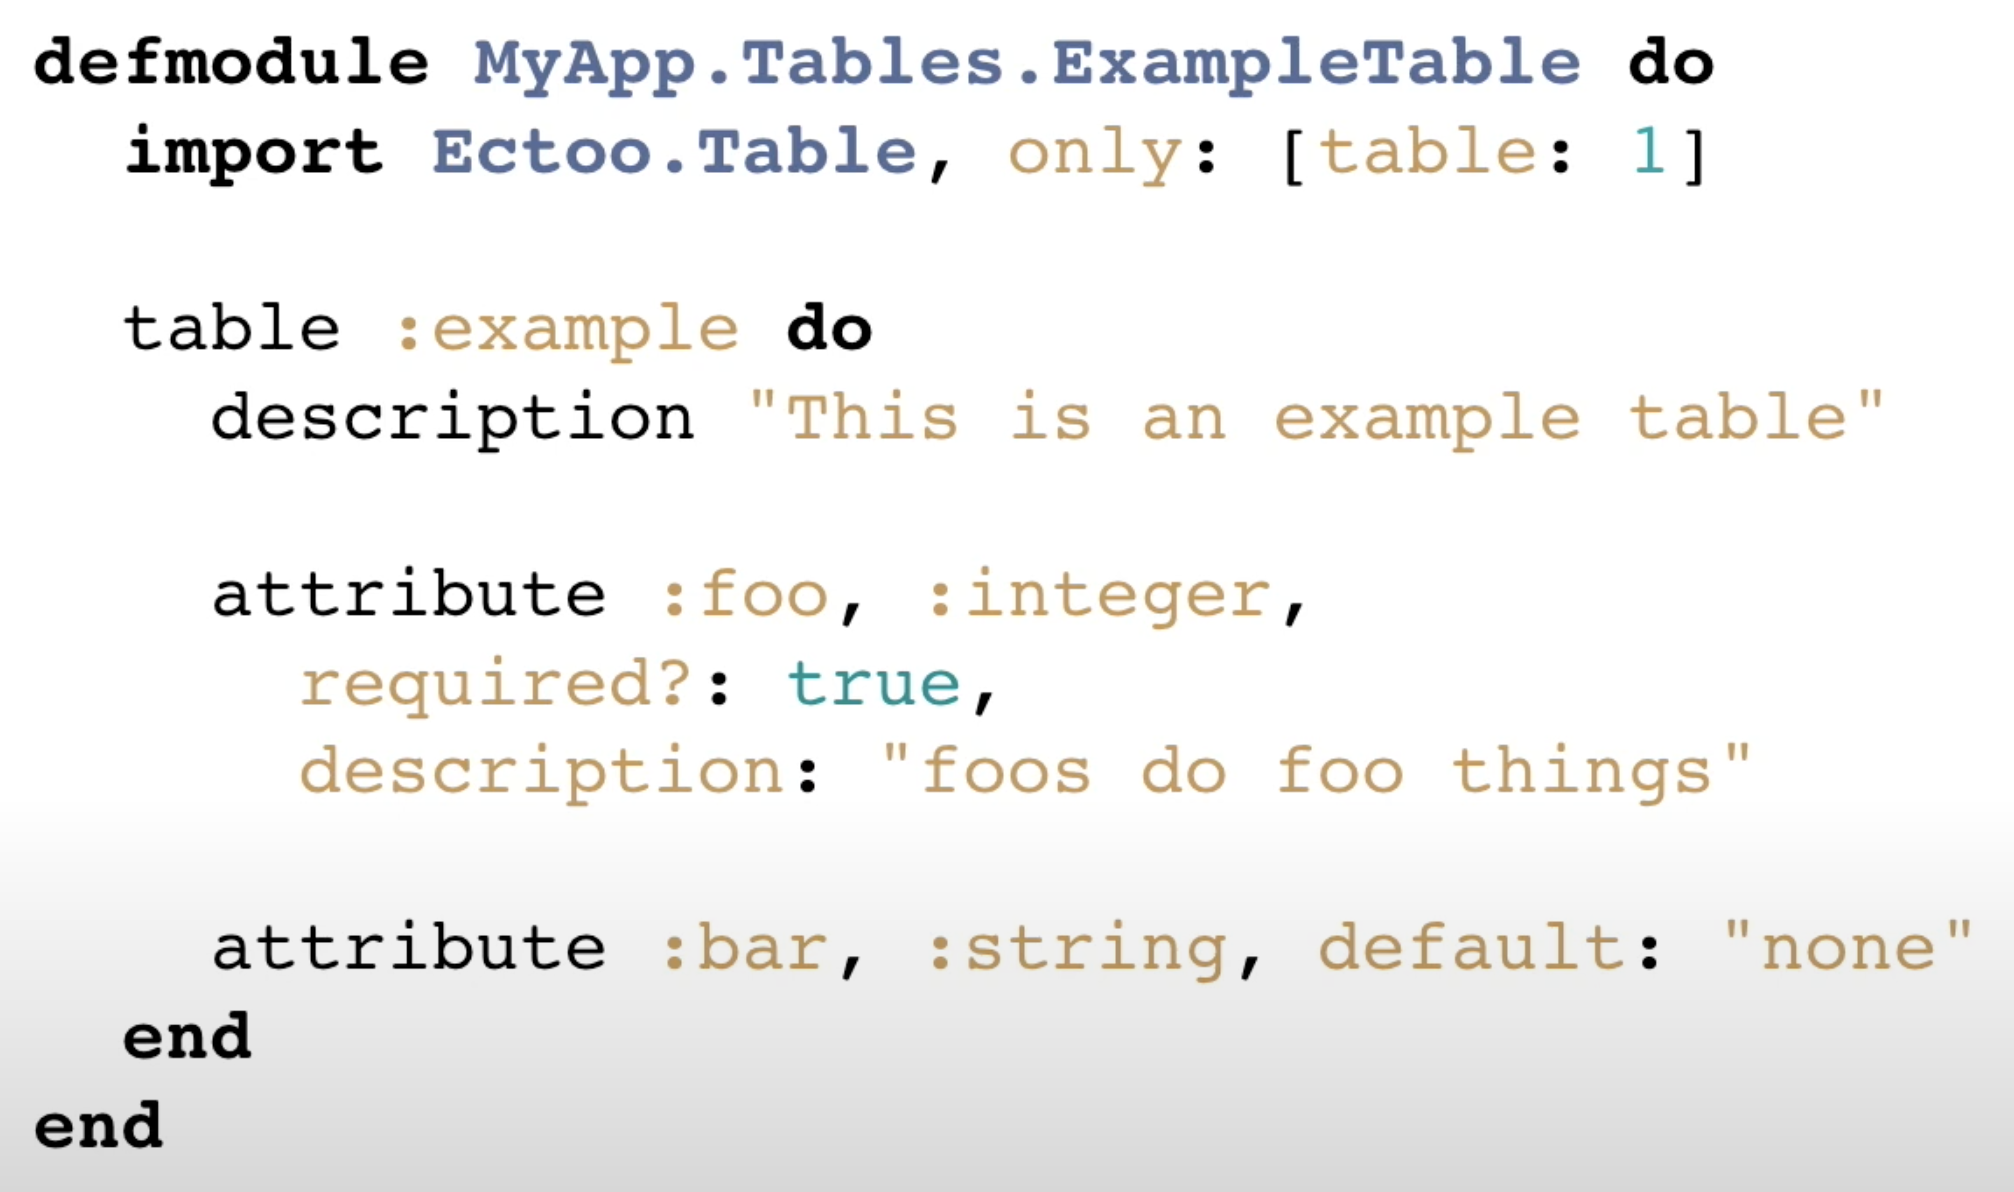 defmodule MyApp.Tables.ExampleTable do
  import Ectoo.Table, only: [table: 1]

  table :example do
    description "This is an example table"

    attribute :foo, :integer,
      required?: true,
      description: "foos do foo things"

    attribute :bar, :string, default: "none"
  end
end